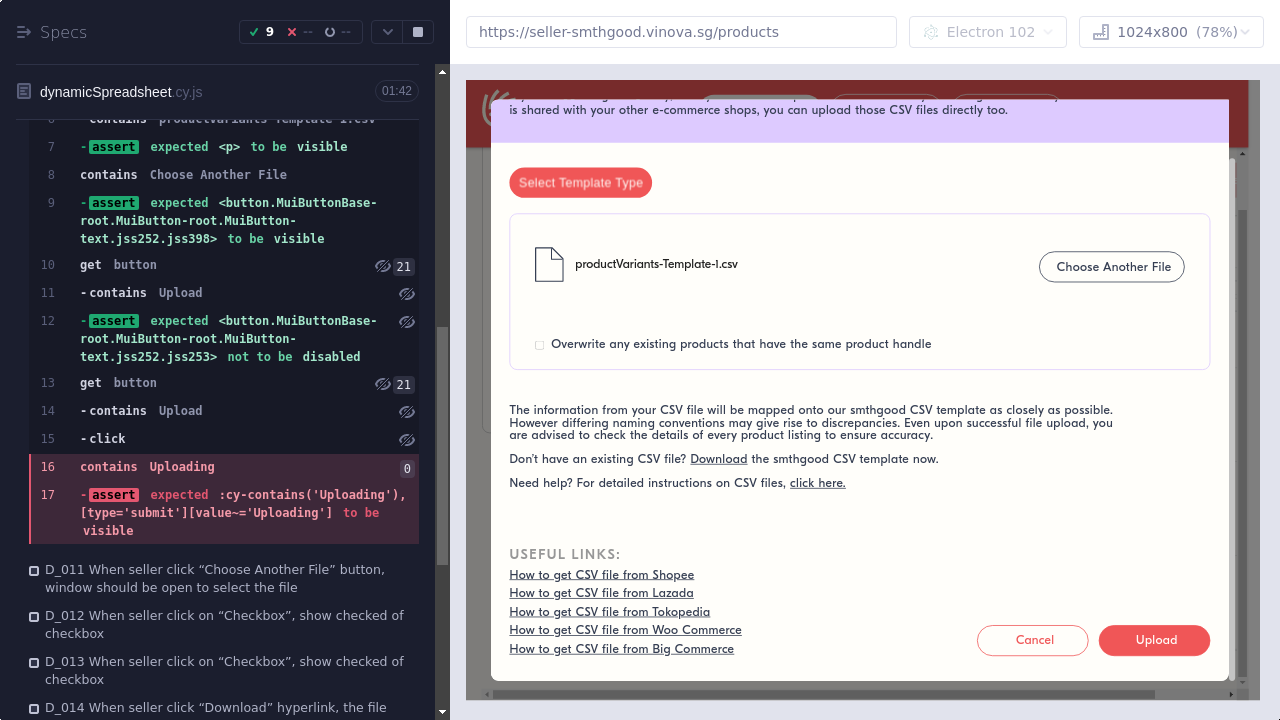 Specs
9
--
--
dynamicSpreadsheet.cy.js
01:42
6 -contains productVariants-Template-1.csv
7 -assert expected <p> to be visible
8 contains Choose Another File
9 -assert expected <button.MuiButtonBase-
root.MuiButton-root.MuiButton-
text.jss252.jss398> to be visible
10 get button 21
11 -contains Upload
12 -assert expected <button.MuiButtonBase-
root.MuiButton-root.MuiButton-
text.jss252.jss253> not to be disabled
13 get button 21
14 -contains Upload
15 -click
16 contains Uploading 0
17 -assert expected :cy-contains('Uploading'),
[type='submit'][value~='Uploading'] to be
visible
D_011 When seller click “Choose Another File” button,
window should be open to select the file
D_012 When seller click on “Checkbox”, show checked of
checkbox
D_013 When seller click on “Checkbox”, show checked of
checkbox
D_014 When seller click “Download” hyperlink, the file
https://seller-smthgood.vinova.sg/products
Electron 102
1024x800 (78%)
is shared with your other e-commerce shops, you can upload those CSV files directly too.
Select Template Type
productVariants-Template-1.csv
Choose Another File
Overwrite any existing products that have the same product handle
The information from your CSV file will be mapped onto our smthgood CSV template as closely as possible.
However differing naming conventions may give rise to discrepancies. Even upon successful file upload, you
are advised to check the details of every product listing to ensure accuracy.
Don't have an existing CSV file? Download the smthgood CSV template now.
Need help? For detailed instructions on CSV files, click here.
USEFUL LINKS:
How to get CSV file from Shopee
How to get CSV file from Lazada
How to get CSV file from Tokopedia
How to get CSV file from Woo Commerce
How to get CSV file from Big Commerce
Cancel
Upload